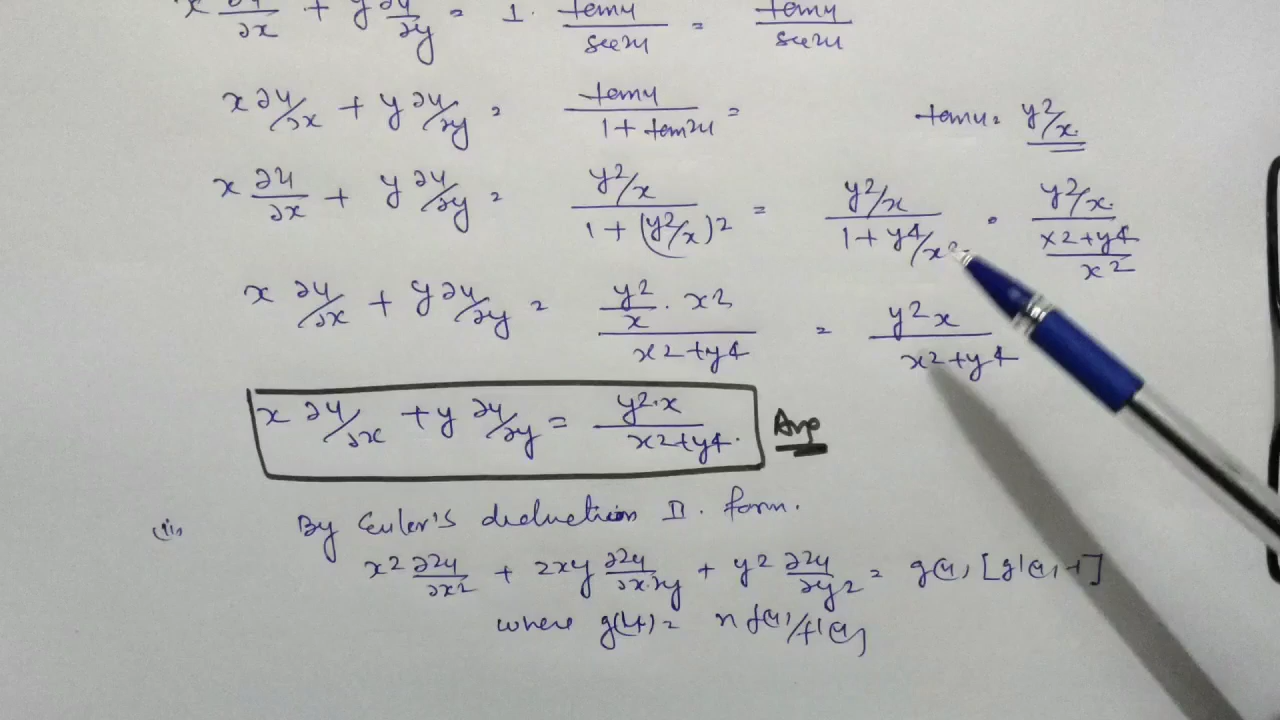 x ∂u/∂x + y ∂u/∂y = 1. tanu/sec²u = tanu/sec²u
x ∂u/∂x + y ∂u/∂y = tanu/(1 + tan²u) =
tanu = y²/x.
x ∂u/∂x + y ∂u/∂y = (y²/x)/(1 + (y²/x)²) = (y²/x)/(1 + y⁴/x²) = (y²/x.)/((x²+y⁴)/x²)
x ∂u/∂x + y ∂u/∂y = (y²/x . x²)/(x²+y⁴) = y²x/(x²+y⁴)
x ∂u/∂x + y ∂u/∂y = y².x/(x²+y⁴). Ans
(ii) By Euler's deduction II. form.
x² ∂²u/∂x² + 2xy ∂²u/∂x.∂y + y² ∂²u/∂y² = g(u) [g'(u)-1]
where g(u) = n f(u)/f'(u)